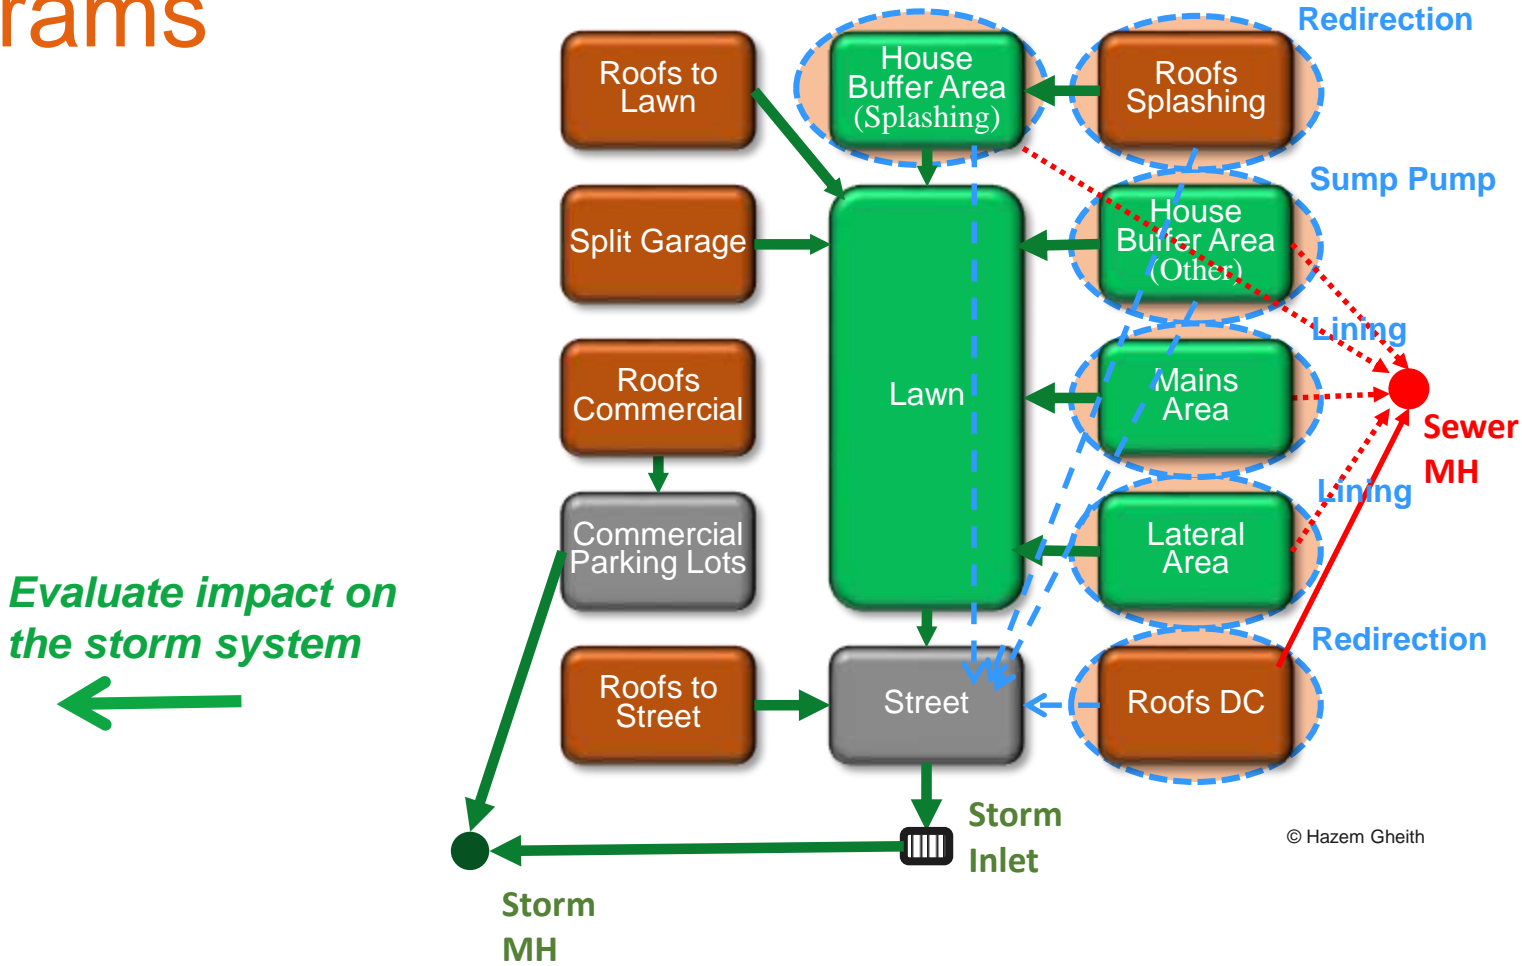 rams
Redirection
Roofs to
Lawn
House
Buffer Area
(Splashing)
Roofs
Splashing
Sump Pump
Split Garage
House
Buffer Area
(Other)
Lining
Roofs
Commercial
Lawn
Mains
Area
Sewer
MH
Lining
Commercial
Parking Lots
Lateral
Area
Evaluate impact on
the storm system
Redirection
Roofs to
Street
Street
Roofs DC
Storm
Inlet
© Hazem Gheith
Storm
MH